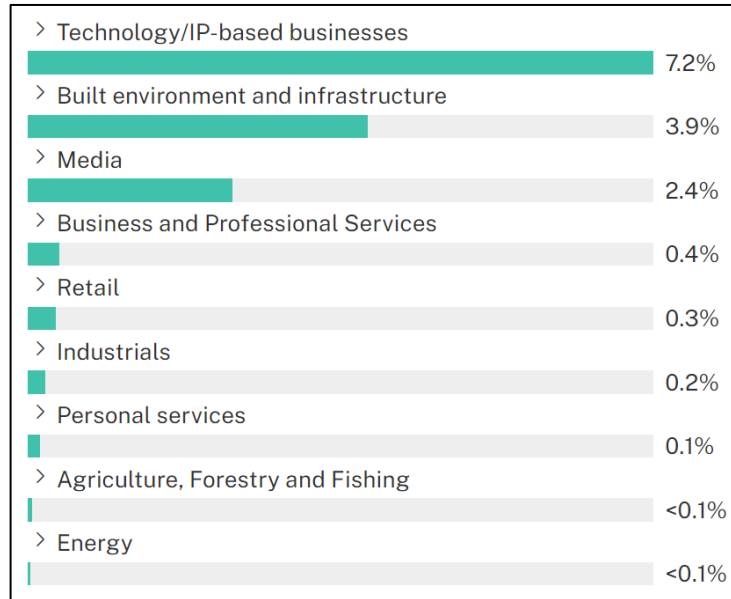 > Technology/IP-based businesses
7.2%
> Built environment and infrastructure
3.9%
> Media
2.4%
> Business and Professional Services
0.4%
> Retail
0.3%
> Industrials
0.2%
> Personal services
0.1%
> Agriculture, Forestry and Fishing
<0.1%
> Energy
<0.1%